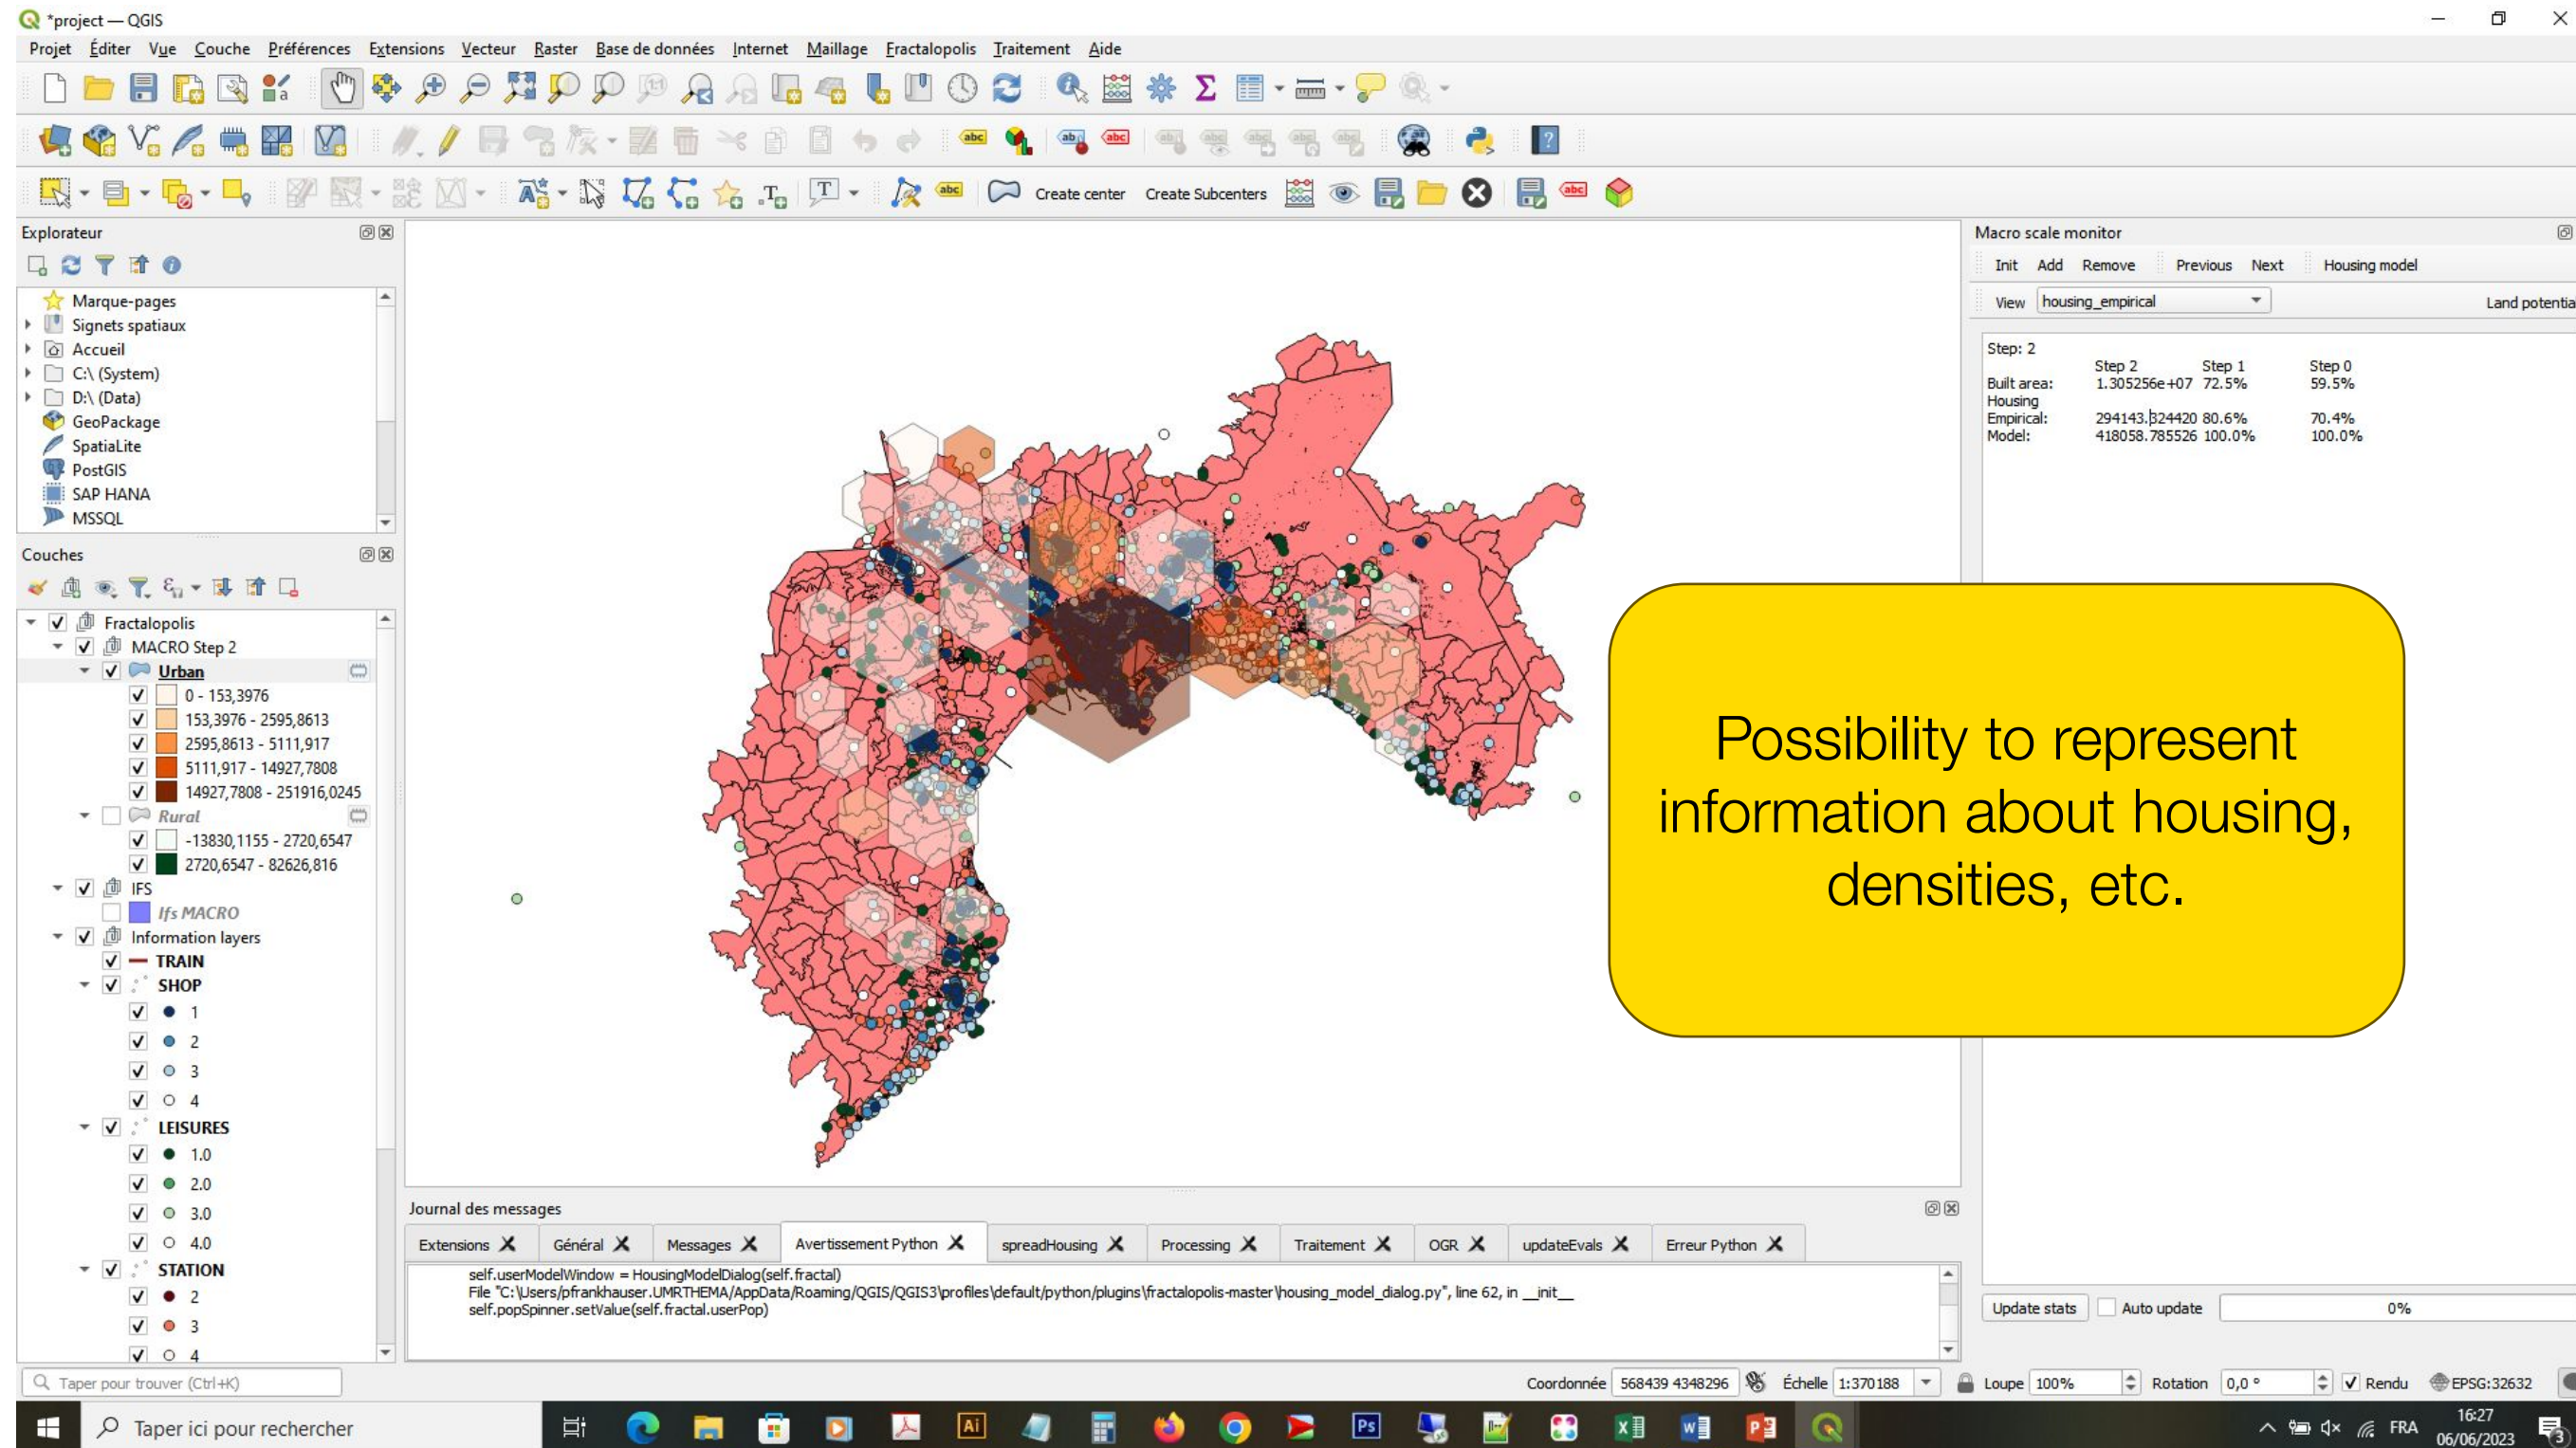 *project — QGIS
Projet Éditer Vue Couche Préférences Extensions Vecteur Raster Base de données Internet Maillage Fractalopolis Traitement Aide
Create center Create Subcenters
Explorateur
Marque-pages
Signets spatiaux
Accueil
C:\ (System)
D:\ (Data)
GeoPackage
SpatiaLite
PostGIS
SAP HANA
MSSQL
Couches
Fractalopolis
MACRO Step 2
Urban
0 - 153,3976
153,3976 - 2595,8613
2595,8613 - 5111,917
5111,917 - 14927,7808
14927,7808 - 251916,0245
Rural
-13830,1155 - 2720,6547
2720,6547 - 82626,816
IFS
Ifs MACRO
Information layers
TRAIN
SHOP
1
2
3
4
LEISURES
1.0
2.0
3.0
4.0
STATION
2
3
4
Macro scale monitor
Init Add Remove Previous Next Housing model
View housing_empirical Land potentia
Step: 2
Step 2 Step 1 Step 0
Built area: 1.305256e+07 72.5% 59.5%
Housing
Empirical: 294143.324420 80.6% 70.4%
Model: 418058.785526 100.0% 100.0%
Possibility to represent
information about housing,
densities, etc.
Journal des messages
Extensions Général Messages Avertissement Python spreadHousing Processing Traitement OGR updateEvals Erreur Python
self.userModelWindow = HousingModelDialog(self.fractal)
File "C:\Users/pfrankhauser.UMRTHEMA/AppData/Roaming/QGIS/QGIS3\profiles\default/python/plugins\fractalopolis-master\housing_model_dialog.py", line 62, in __init__
self.popSpinner.setValue(self.fractal.userPop)
Update stats Auto update 0%
Taper pour trouver (Ctrl+K)
Coordonnée 568439 4348296 Échelle 1:370188 Loupe 100% Rotation 0,0 ° Rendu EPSG:32632
Taper ici pour rechercher
FRA 16:27
06/06/2023